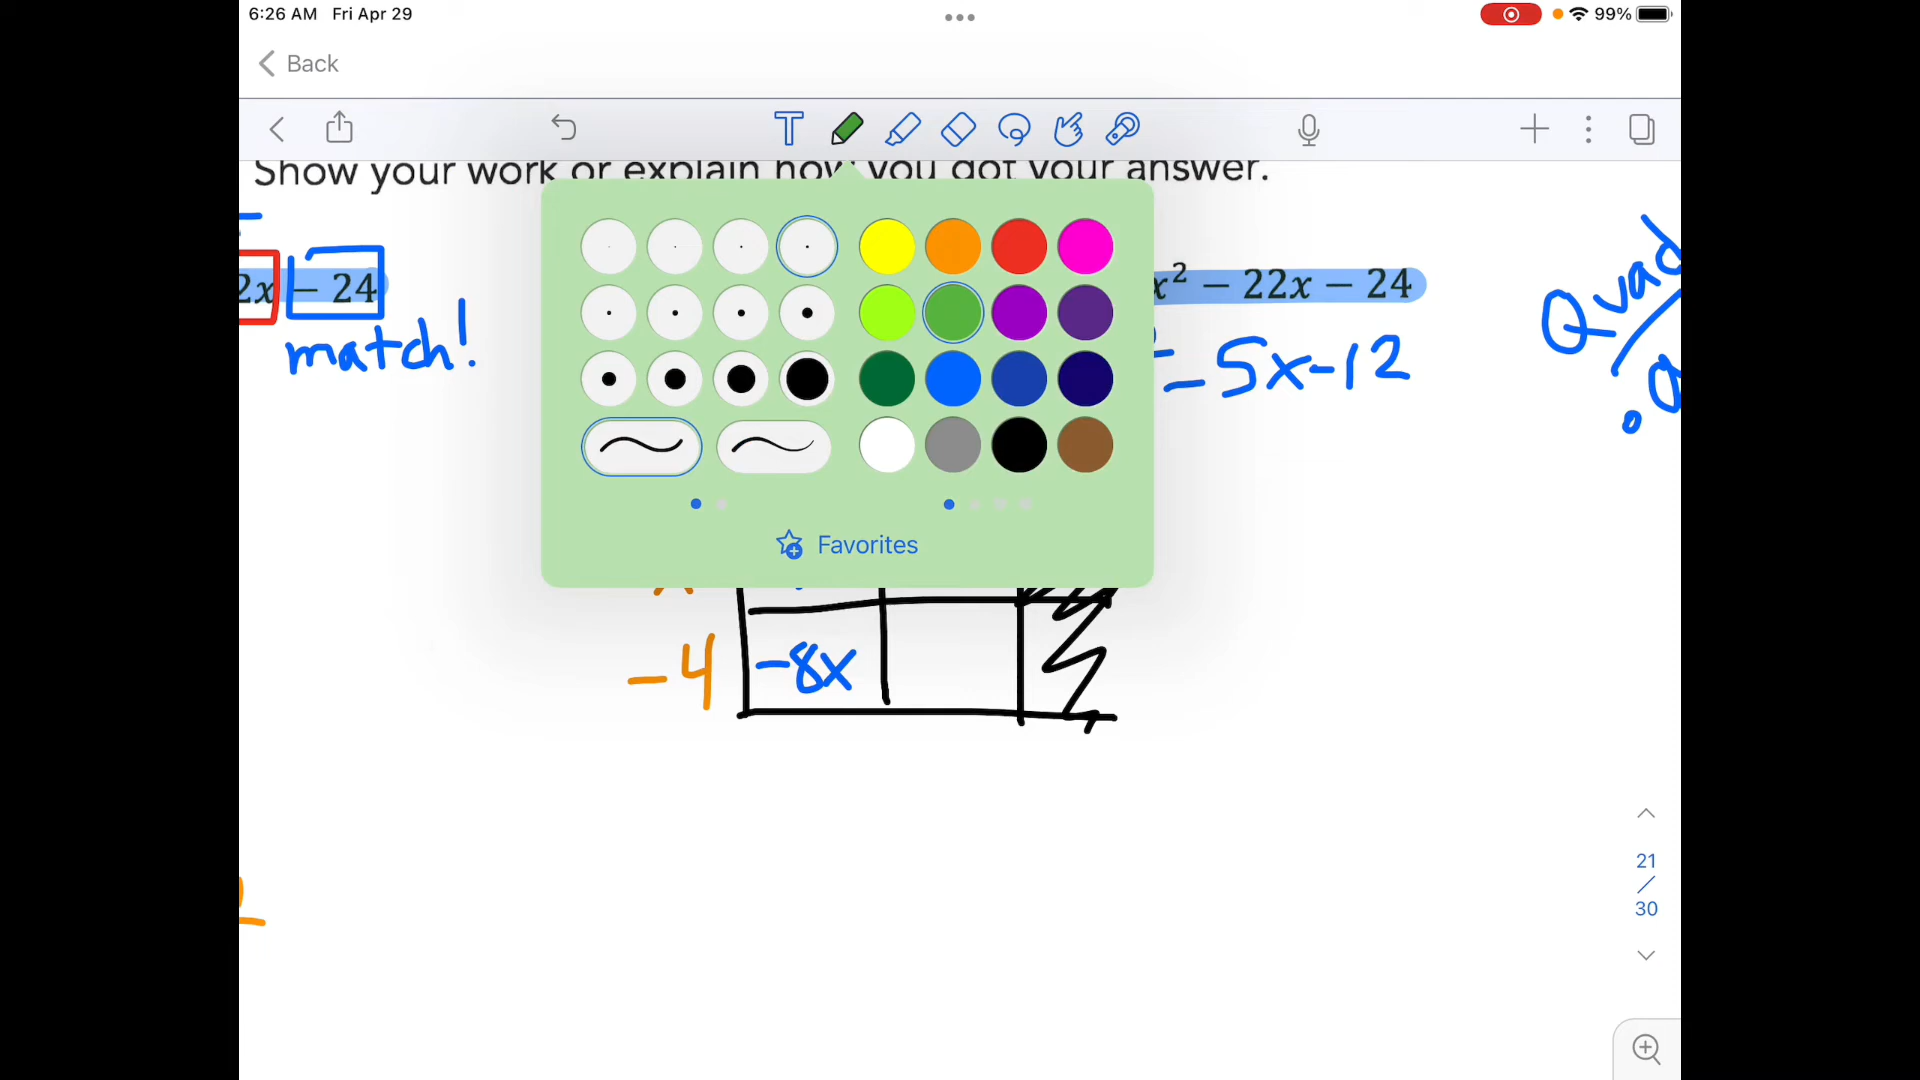 6:26 AM Fri Apr 29
99%
Back
Show your work or explain how you got your answer.
2x − 24
match!
x² − 22x − 24
− 5x-12
Quad
Favorites
-4
-8x
21
/
30